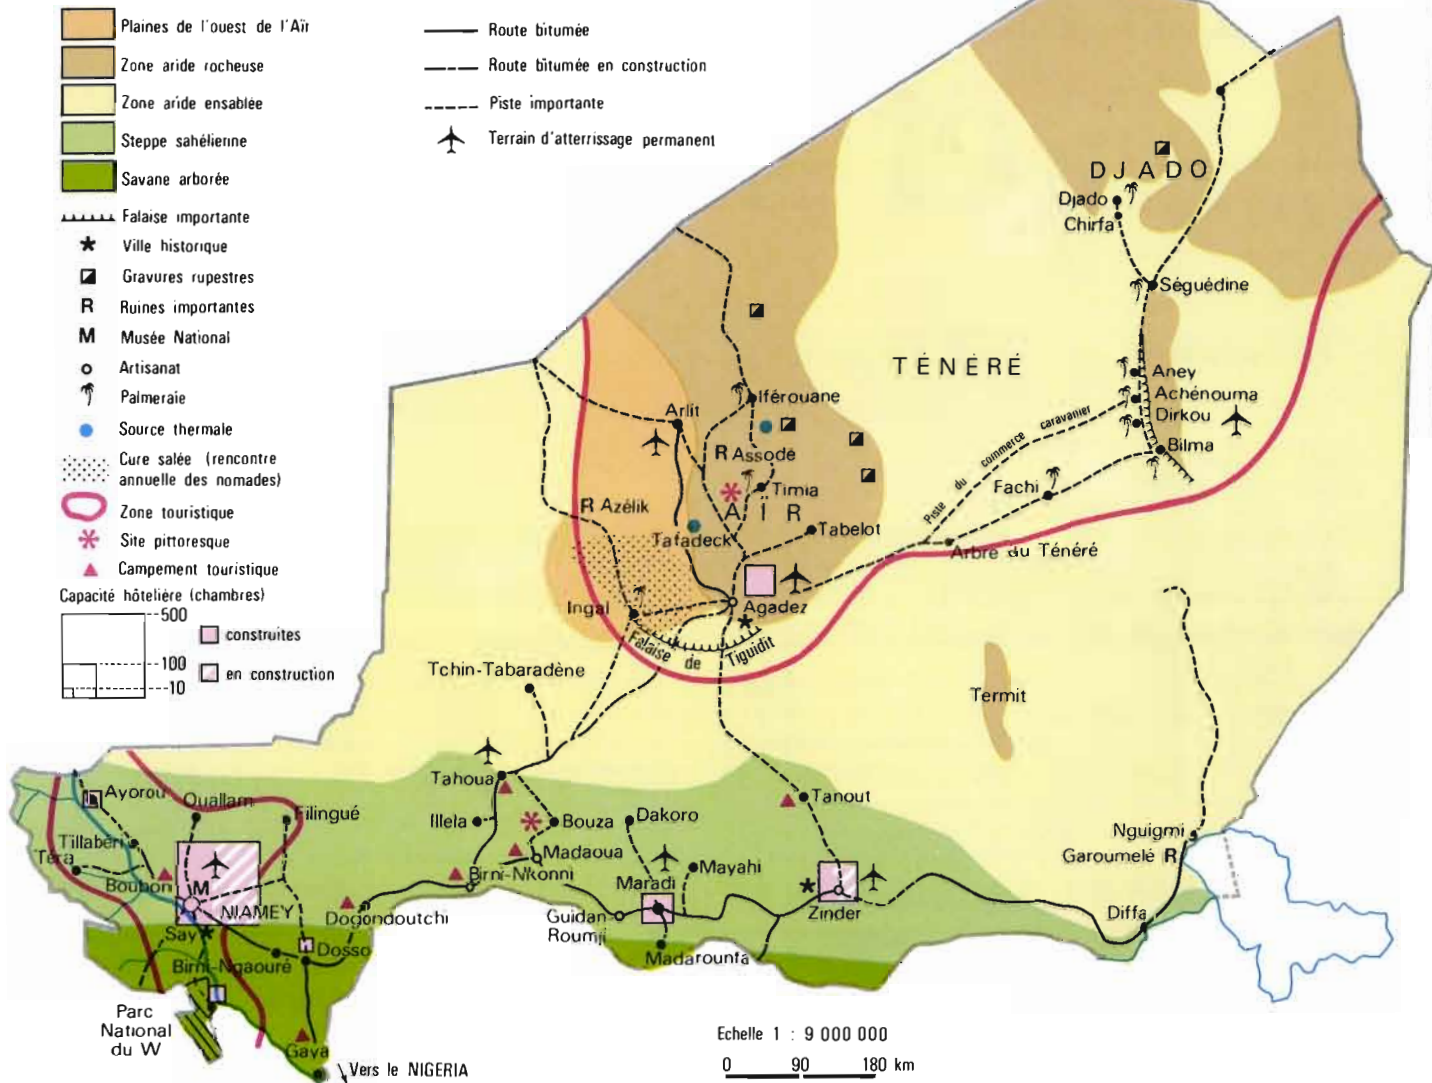 Plaines de l'ouest de l'Aïr
Zone aride rocheuse
Zone aride ensablée
Steppe sahélienne
Savane arborée
Falaise importante
Ville historique
Gravures rupestres
R Ruines importantes
M Musée National
Artisanat
Palmeraie
Source thermale
Cure salée (rencontre
annuelle des nomades)
Zone touristique
Site pittoresque
Campement touristique
Capacité hôtelière (chambres)
500
100
10
construites
en construction
Route bitumée
Route bitumée en construction
Piste importante
Terrain d'atterrissage permanent
DJADO
Djado
Chirfa
Séguédine
TÉNÉRÉ
Aney
Achénouma
Dirkou
Bilma
Piste du commerce caravanier
Fachi
Arbre du Ténéré
Iférouane
Arlit
R Assodé
Timia
AÏR
R Azélik
Tafadeck
Tabelot
Ingal
Agadez
Falaise de Tiguidit
Tchin-Tabaradène
Termit
Tahoua
Tanout
Ayorou
Ouallam
Filingué
Illela
Bouza
Dakoro
Nguigmi
Garoumelé R
Tillabéri
Téra
Madaoua
Mayahi
Boubon
M
Birni-N'konni
Maradi
NIAMEY
Dogondoutchi
Guidan
Roumji
Zinder
Diffa
Say
Dosso
Birni-Ngaouré
Madarounfa
Parc
National
du W
Gaya
Vers le NIGERIA
Echelle 1 : 9 000 000
0 90 180 km